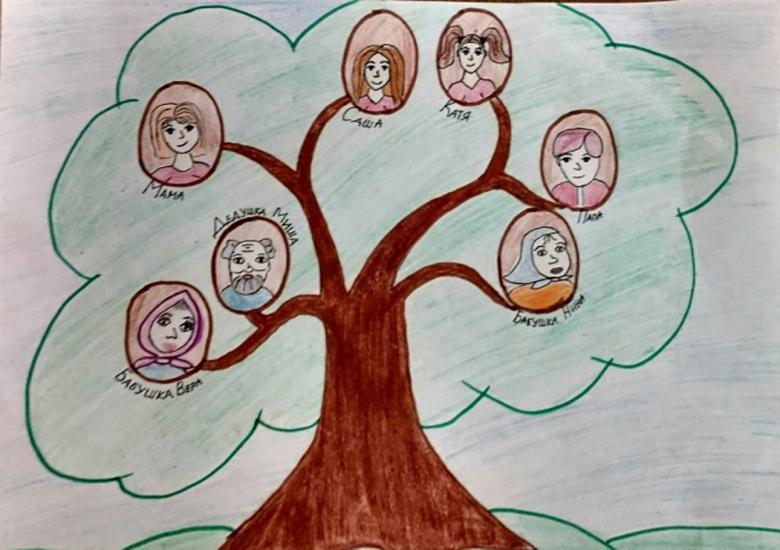 Саша
Катя
Мама
Папа
Дедушка Миша
Бабушка Нина
Бабушка Вера